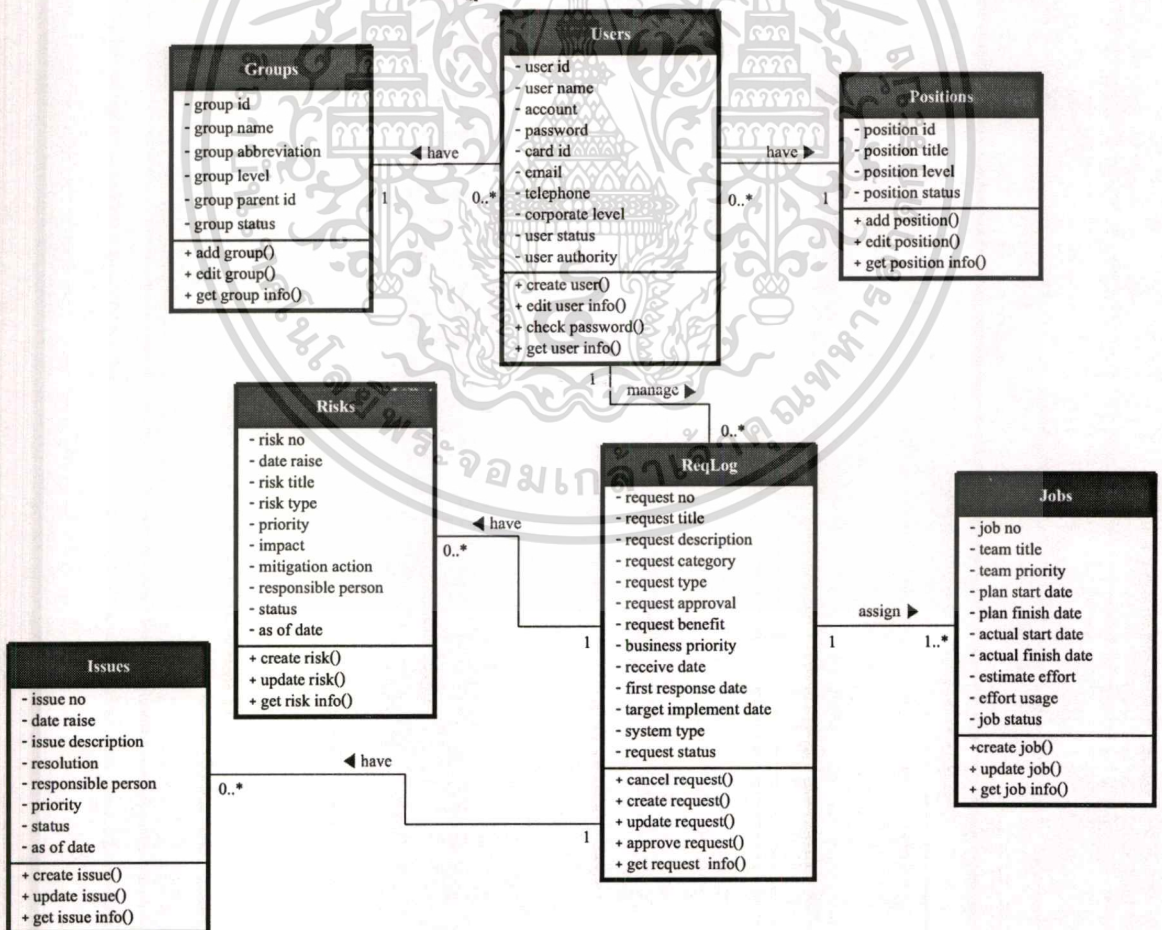 Groups
- group id
- group name
- group abbreviation
- group level
- group parent id
- group status
+ add group()
+ edit group()
+ get group info()
◀ have
1
0..*
Users
- user id
- user name
- account
- password
- card id
- email
- telephone
- corporate level
- user status
- user authority
+ create user()
+ edit user info()
+ check password()
+ get user info()
have ▶
0..*
1
Positions
- position id
- position title
- position level
- position status
+ add position()
+ edit position()
+ get position info()
1
manage ▶
0..*
Risks
- risk no
- date raise
- risk title
- risk type
- priority
- impact
- mitigation action
- responsible person
- status
- as of date
+ create risk()
+ update risk()
+ get risk info()
◀ have
0..*
1
ReqLog
- request no
- request title
- request description
- request category
- request type
- request approval
- request benefit
- business priority
- receive date
- first response date
- target implement date
- system type
- request status
+ cancel request()
+ create request()
+ update request()
+ approve request()
+ get request info()
assign ▶
1
1..*
Jobs
- job no
- team title
- team priority
- plan start date
- plan finish date
- actual start date
- actual finish date
- estimate effort
- effort usage
- job status
+create job()
+ update job()
+ get job info()
Issues
- issue no
- date raise
- issue description
- resolution
- responsible person
- priority
- status
- as of date
+ create issue()
+ update issue()
+ get issue info()
◀ have
0..*
1